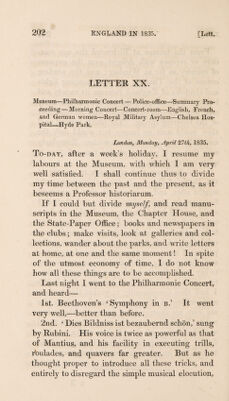 202 ENGLAND IN 1835. [Lett.
LETTER XX.
Museum—Philharmonic Concert — Police-office—Summary Pro-
ceeding — Morning Concert—Concert-room—English, French,
and German women—Royal Military Asylum—Chelsea Hos-
pital—Hyde Park.
London, Monday, April 27th, 1835.
To-day, after a week's holiday, I resume my
labours at the Museum, with which I am very
well satisfied. I shall continue thus to divide
my time between the past and the present, as it
beseems a Professor historiarum.
If I could but divide myself, and read manu-
scripts in the Museum, the Chapter House, and
the State-Paper Office; books and newspapers in
the clubs; make visits, look at galleries and col-
lections, wander about the parks, and write letters
at home, at one and the same moment! In spite
of the utmost economy of time, I do not know
how all these things are to be accomplished.
Last night I went to the Philharmonic Concert,
and heard—
1st. Beethoven's 'Symphony in B.' It went
very well,—better than before.
2nd. 'Dies Bildniss ist bezaubernd schön,' sung
by Rubini. His voice is twice as powerful as that
of Mantius, and his facility in executing trills,
roulades, and quavers far greater. But as he
thought proper to introduce all these tricks, and
entirely to disregard the simple musical elocution,